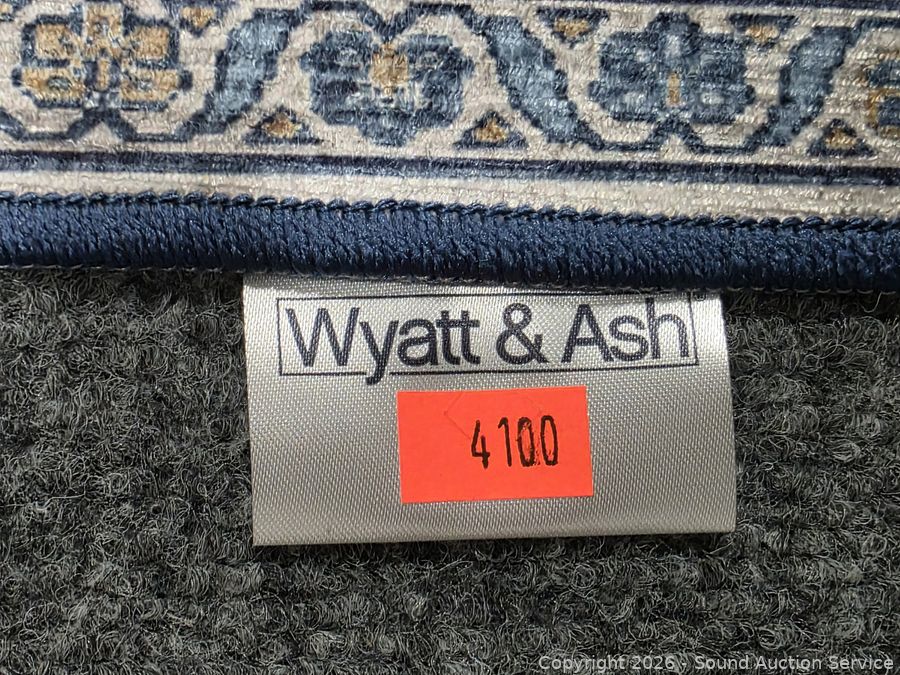 Wyatt & Ash
4100
Copyright 2026 - Sound Auction Service